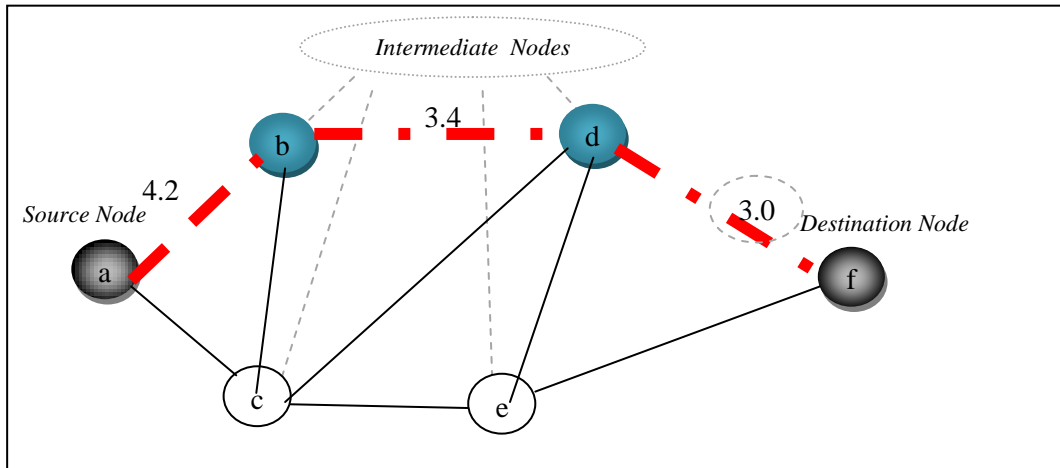 Intermediate Nodes
3.4
b
d
4.2
Source Node
3.0
Destination Node
a
f
c
e